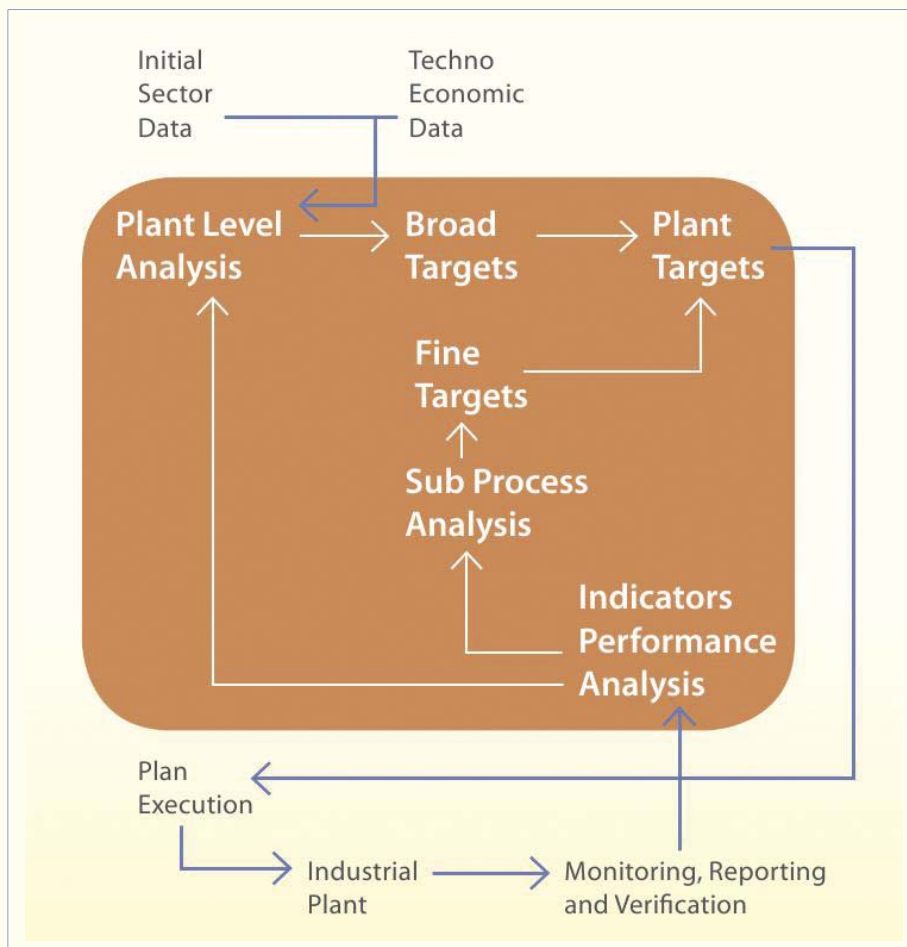 Initial
Sector
Data
Techno
Economic
Data
Plant Level
Analysis
Broad
Targets
Plant
Targets
Fine
Targets
Sub Process
Analysis
Indicators
Performance
Analysis
Plan
Execution
Industrial
Plant
Monitoring, Reporting
and Verification